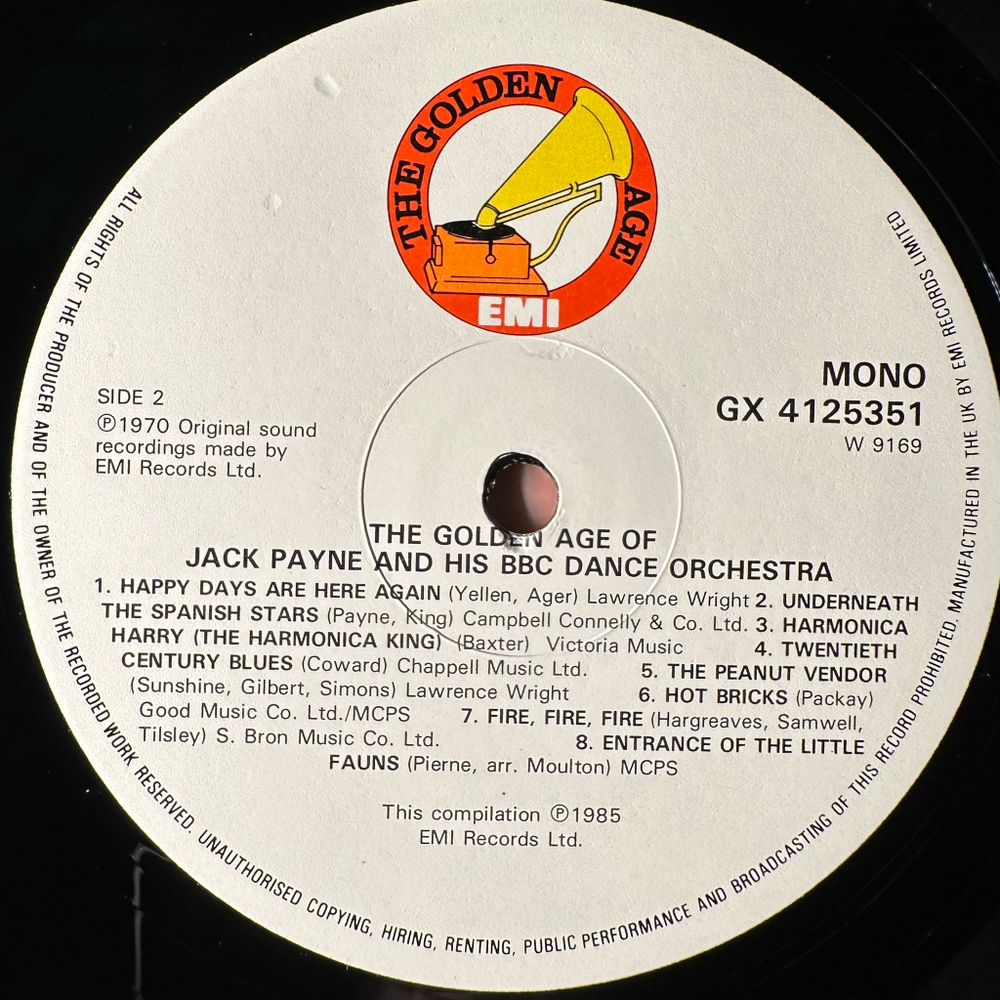 THE GOLDEN AGE
EMI
MONO
GX 4125351
W 9169
SIDE 2
℗1970 Original sound
recordings made by
EMI Records Ltd.
THE GOLDEN AGE OF
JACK PAYNE AND HIS BBC DANCE ORCHESTRA
1. HAPPY DAYS ARE HERE AGAIN (Yellen, Ager) Lawrence Wright 2. UNDERNEATH
THE SPANISH STARS (Payne, King) Campbell Connelly & Co. Ltd. 3. HARMONICA
HARRY (THE HARMONICA KING) (Baxter) Victoria Music 4. TWENTIETH
CENTURY BLUES (Coward) Chappell Music Ltd. 5. THE PEANUT VENDOR
(Sunshine, Gilbert, Simons) Lawrence Wright 6. HOT BRICKS (Packay)
Good Music Co. Ltd./MCPS 7. FIRE, FIRE, FIRE (Hargreaves, Samwell,
Tilsley) S. Bron Music Co. Ltd. 8. ENTRANCE OF THE LITTLE
FAUNS (Pierne, arr. Moulton) MCPS
This compilation ℗1985
EMI Records Ltd.
ALL RIGHTS OF THE PRODUCER AND OF THE OWNER OF THE RECORDED WORK RESERVED. UNAUTHORISED COPYING, HIRING, RENTING, PUBLIC PERFORMANCE AND BROADCASTING OF THIS RECORD PROHIBITED. MANUFACTURED IN THE UK BY EMI RECORDS LIMITED